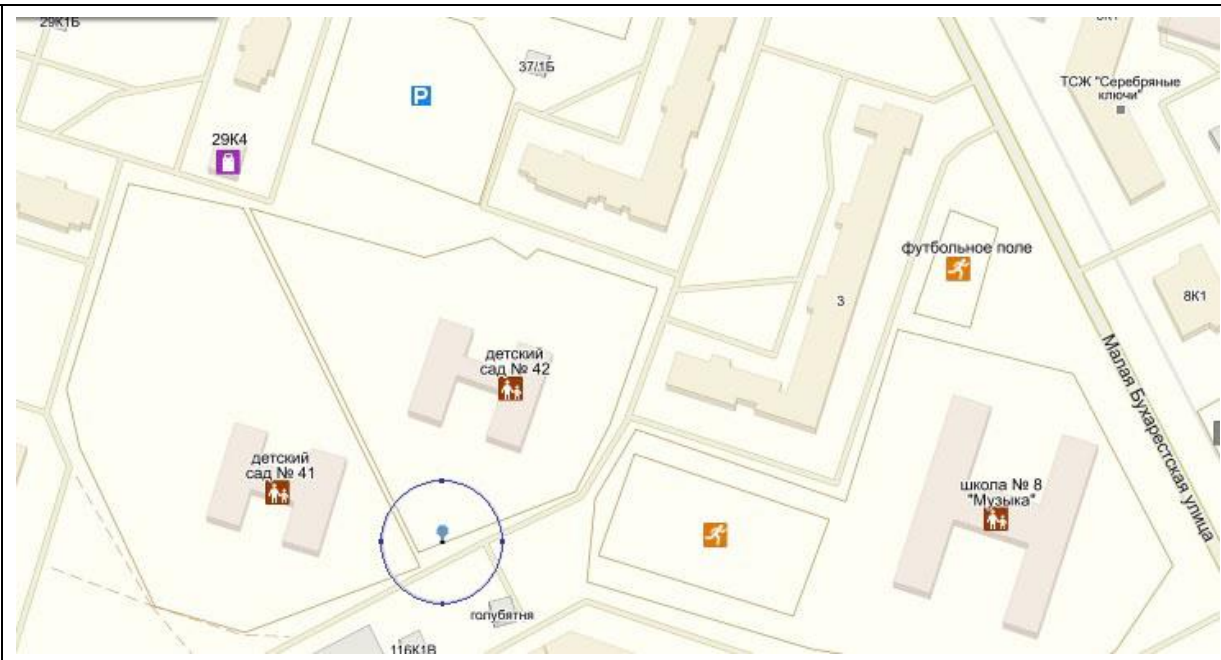 29К1Б
37/1Б
P
ТСЖ "Серебряные
ключи"
29К4
футбольное поле
3
8К1
Малая Бухарестская улица
детский
сад № 42
детский
сад № 41
школа № 8
"Музыка"
голубятня
116К1В